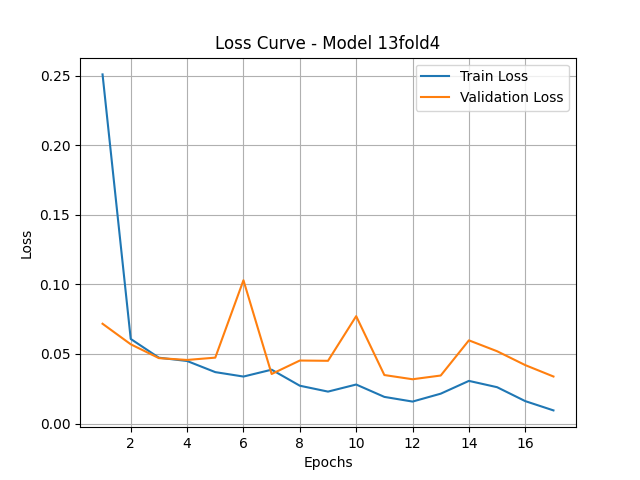 Loss Curve - Model 13fold4
Train Loss
Validation Loss
0.25
0.20
0.15
0.10
0.05
0.00
Loss
2 4 6 8 10 12 14 16
Epochs